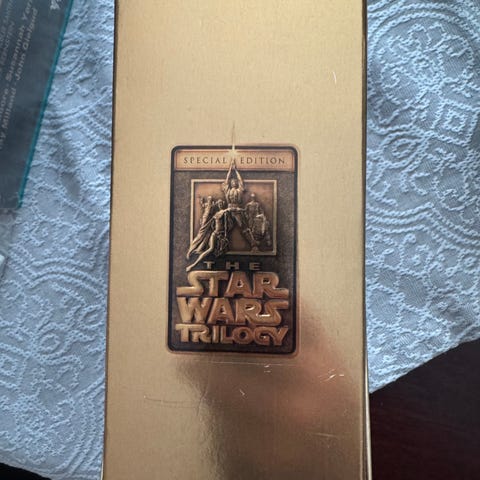 SPECIAL EDITION
THE
STAR
WARS
TRILOGY